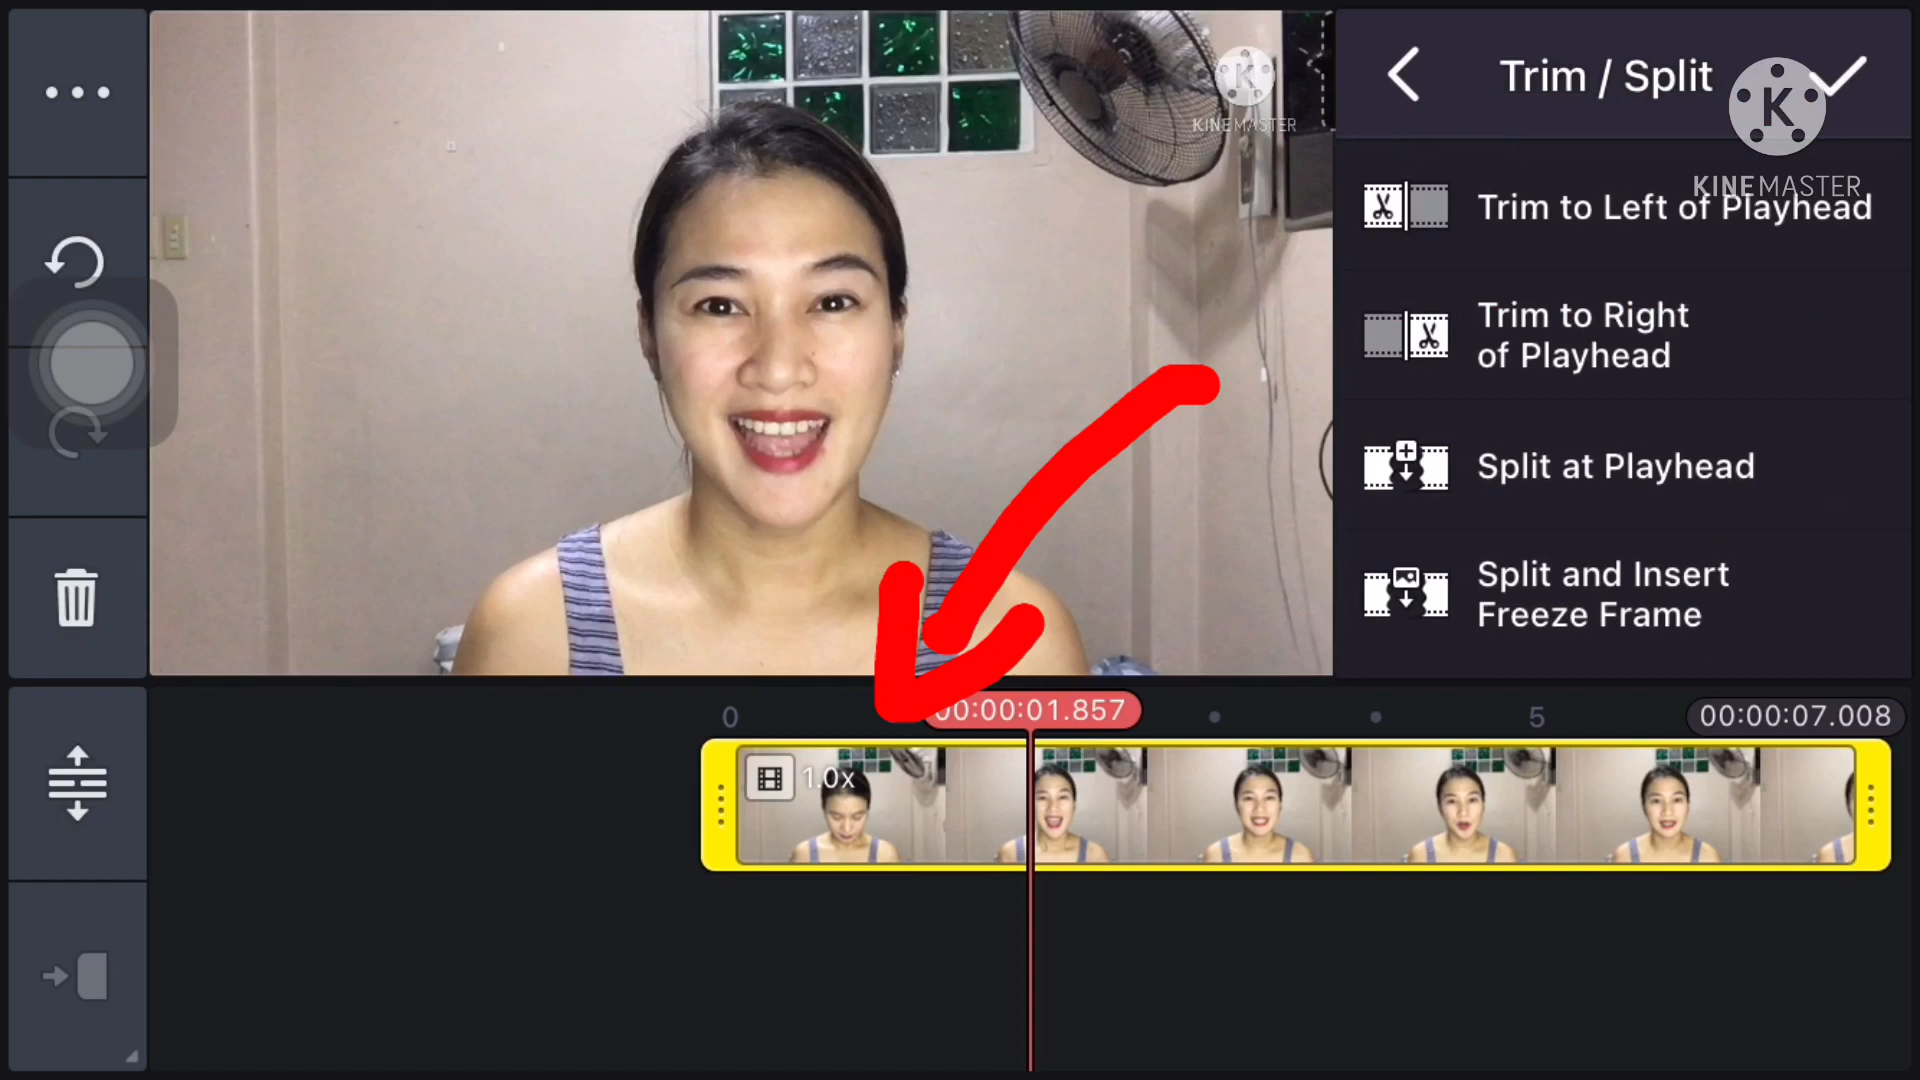 KINEMASTER
Trim / Split
K
KINEMASTER
Trim to Left of Playhead
Trim to Right
of Playhead
Split at Playhead
Split and Insert
Freeze Frame
0
00:00:01.857
5
00:00:07.008
1.0x